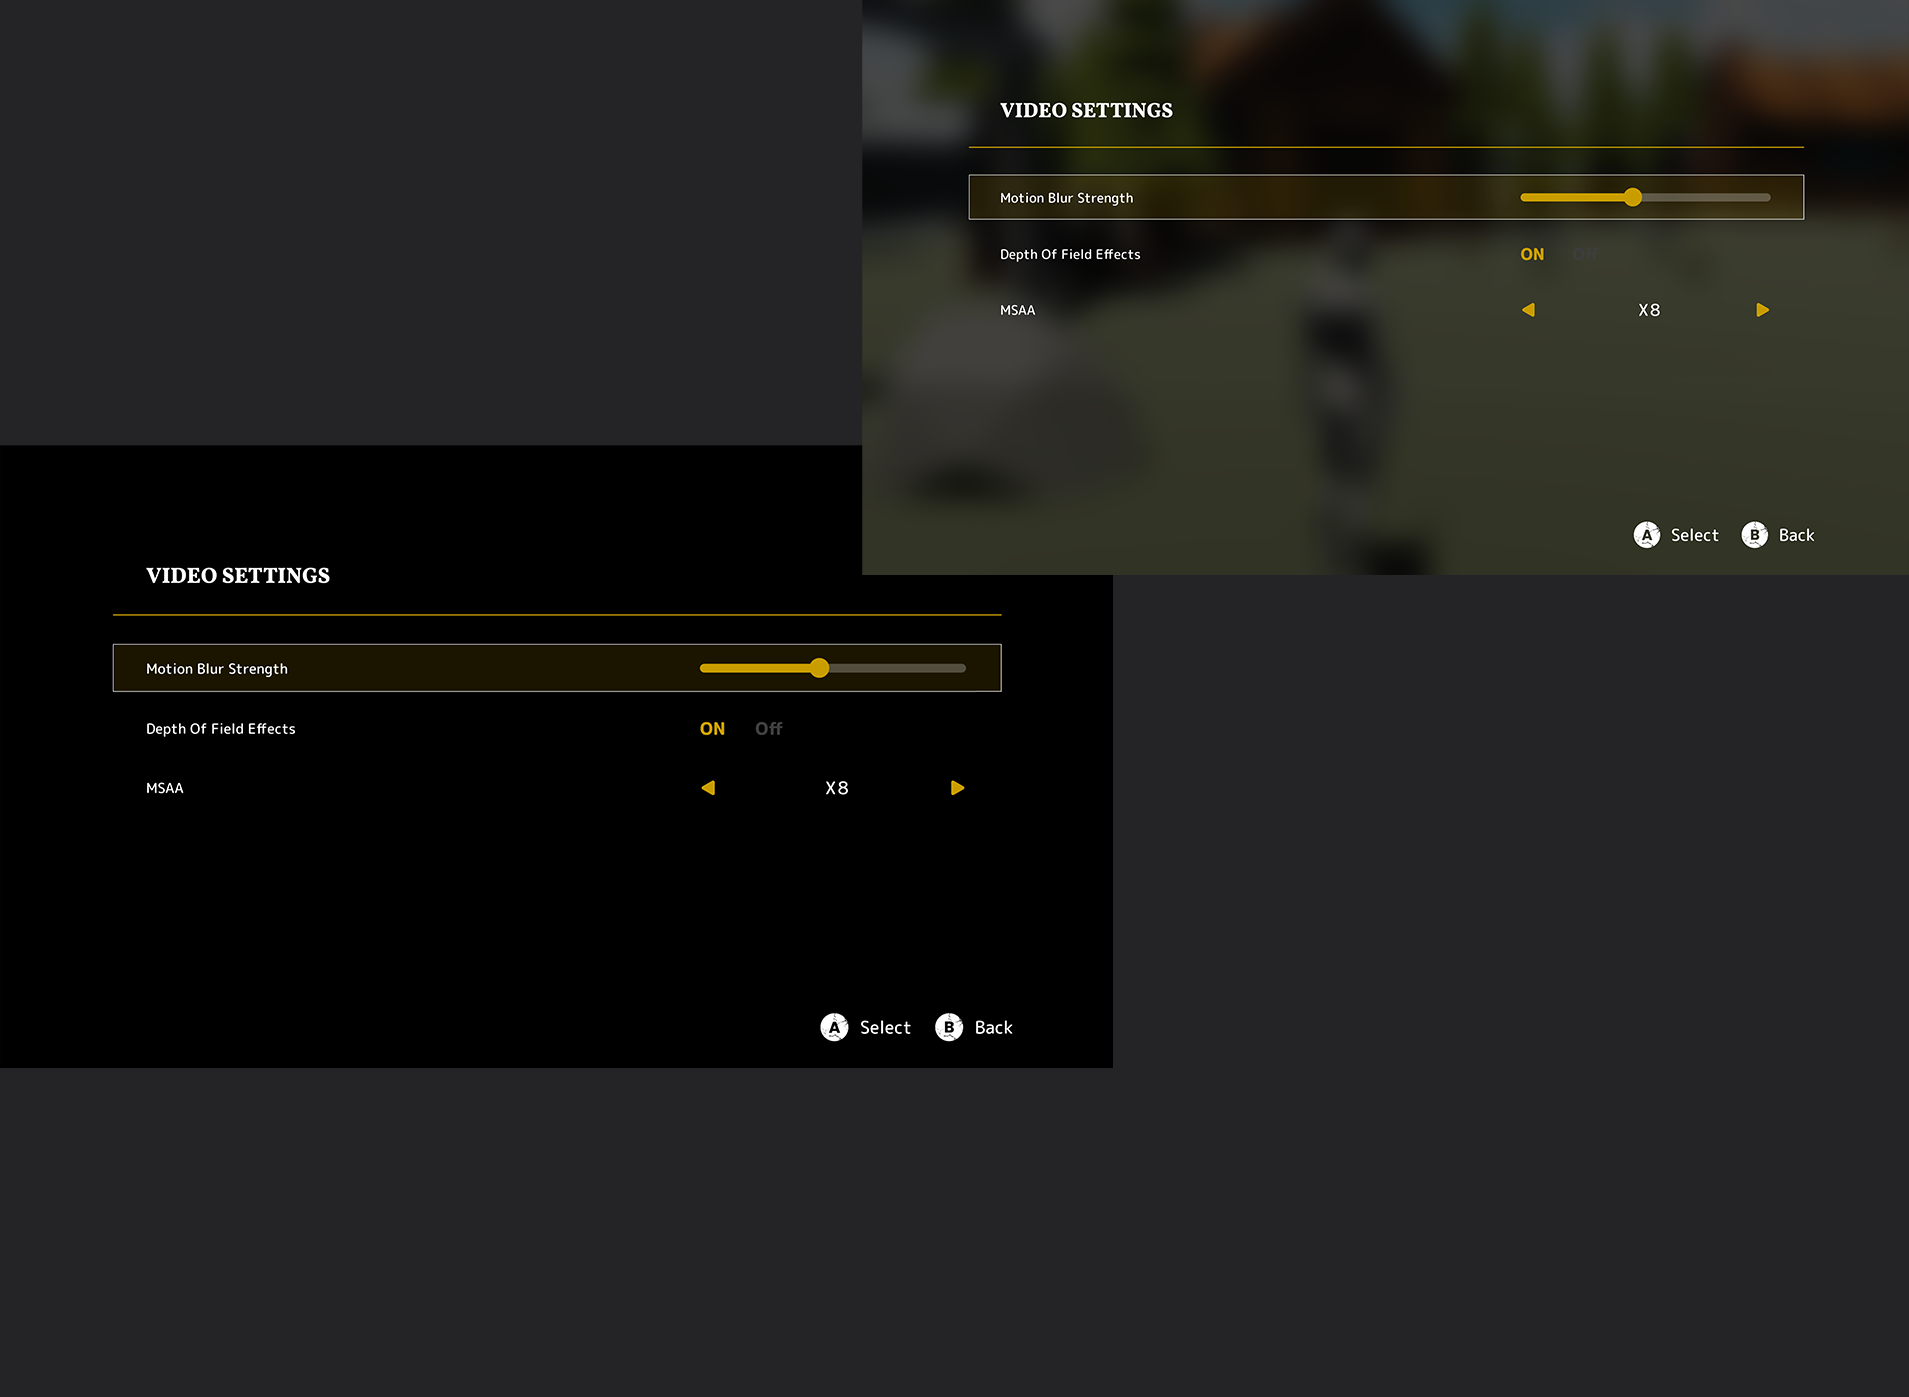 VIDEO SETTINGS
Motion Blur Strength
Depth Of Field Effects ON Off
MSAA X8
A Select B Back
VIDEO SETTINGS
Motion Blur Strength
Depth Of Field Effects ON Off
MSAA X8
A Select B Back